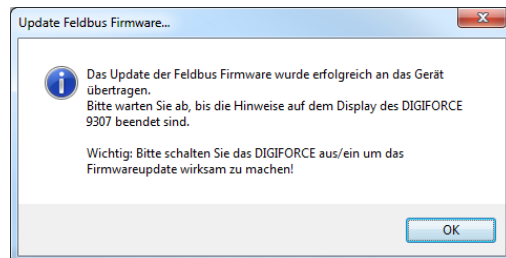 Update Feldbus Firmware...
Das Update der Feldbus Firmware wurde erfolgreich an das Gerät
übertragen.
Bitte warten Sie ab, bis die Hinweise auf dem Display des DIGIFORCE
9307 beendet sind.
Wichtig: Bitte schalten Sie das DIGIFORCE aus/ein um das
Firmwareupdate wirksam zu machen!
OK